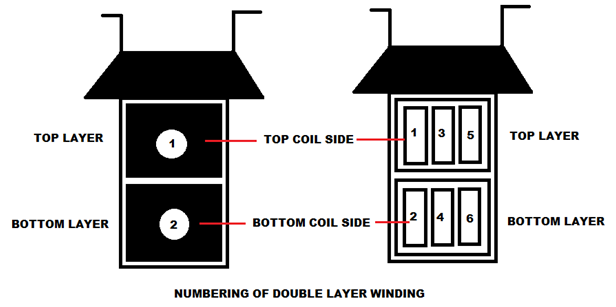 1
TOP LAYER
TOP COIL SIDE
1 3 5
TOP LAYER
2
BOTTOM LAYER
BOTTOM COIL SIDE
2 4 6
BOTTOM LAYER
NUMBERING OF DOUBLE LAYER WINDING